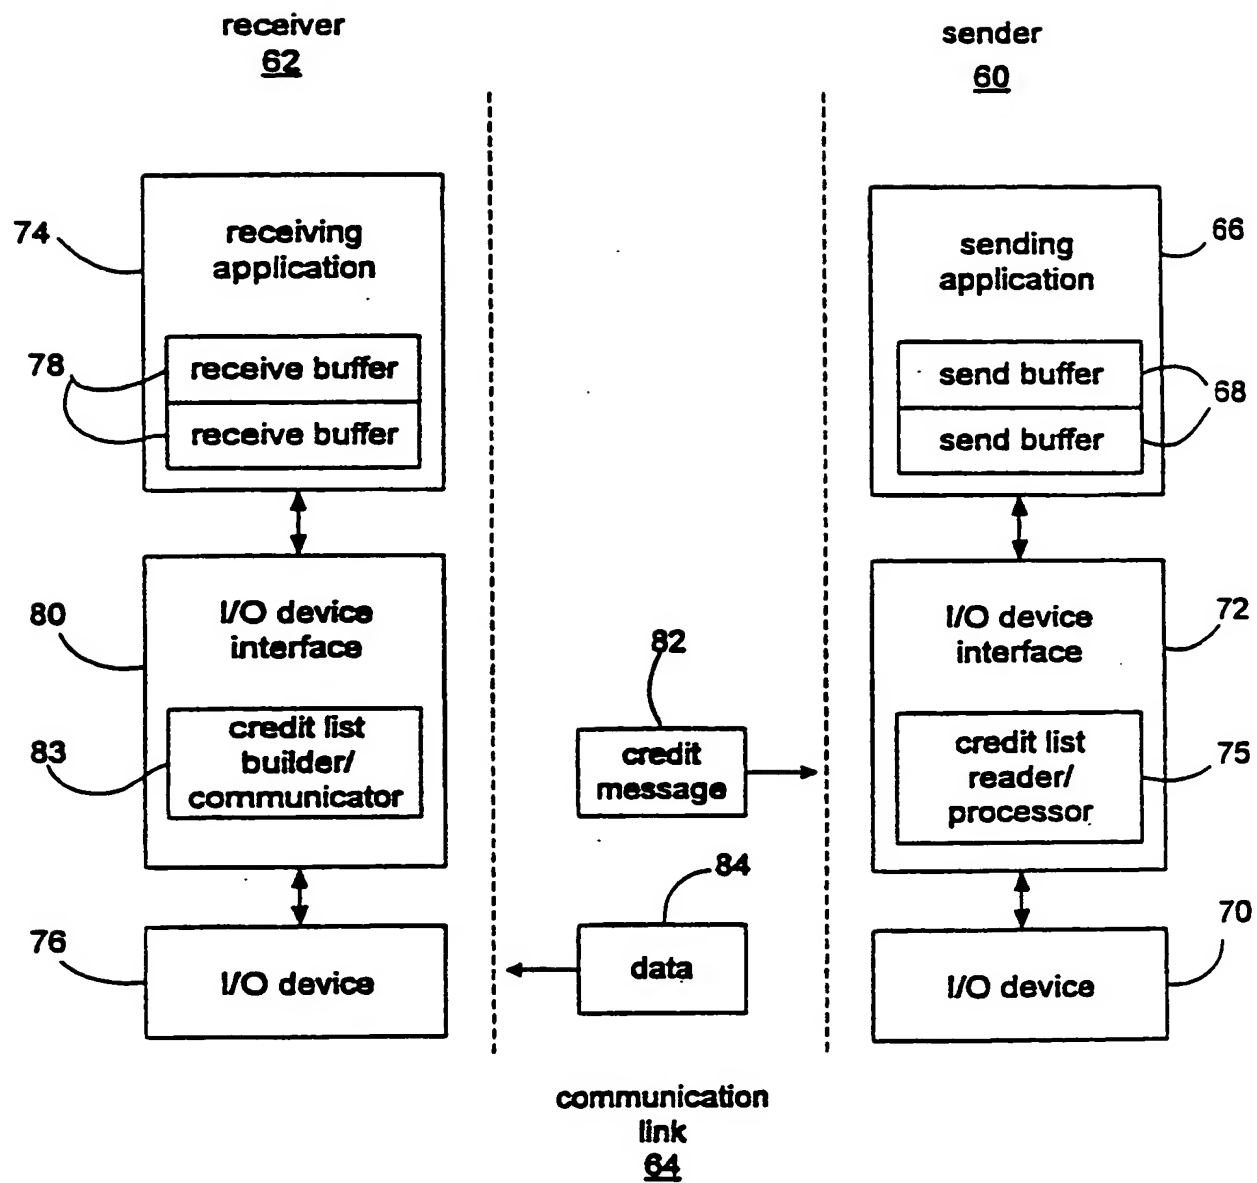 receiver
62
sender
60
74
receiving
application
78
receive buffer
receive buffer
66
sending
application
68
send buffer
send buffer
80
I/O device
interface
83
credit list
builder/
communicator
82
credit
message
72
I/O device
interface
75
credit list
reader/
processor
76
I/O device
84
data
70
I/O device
communication
link
64